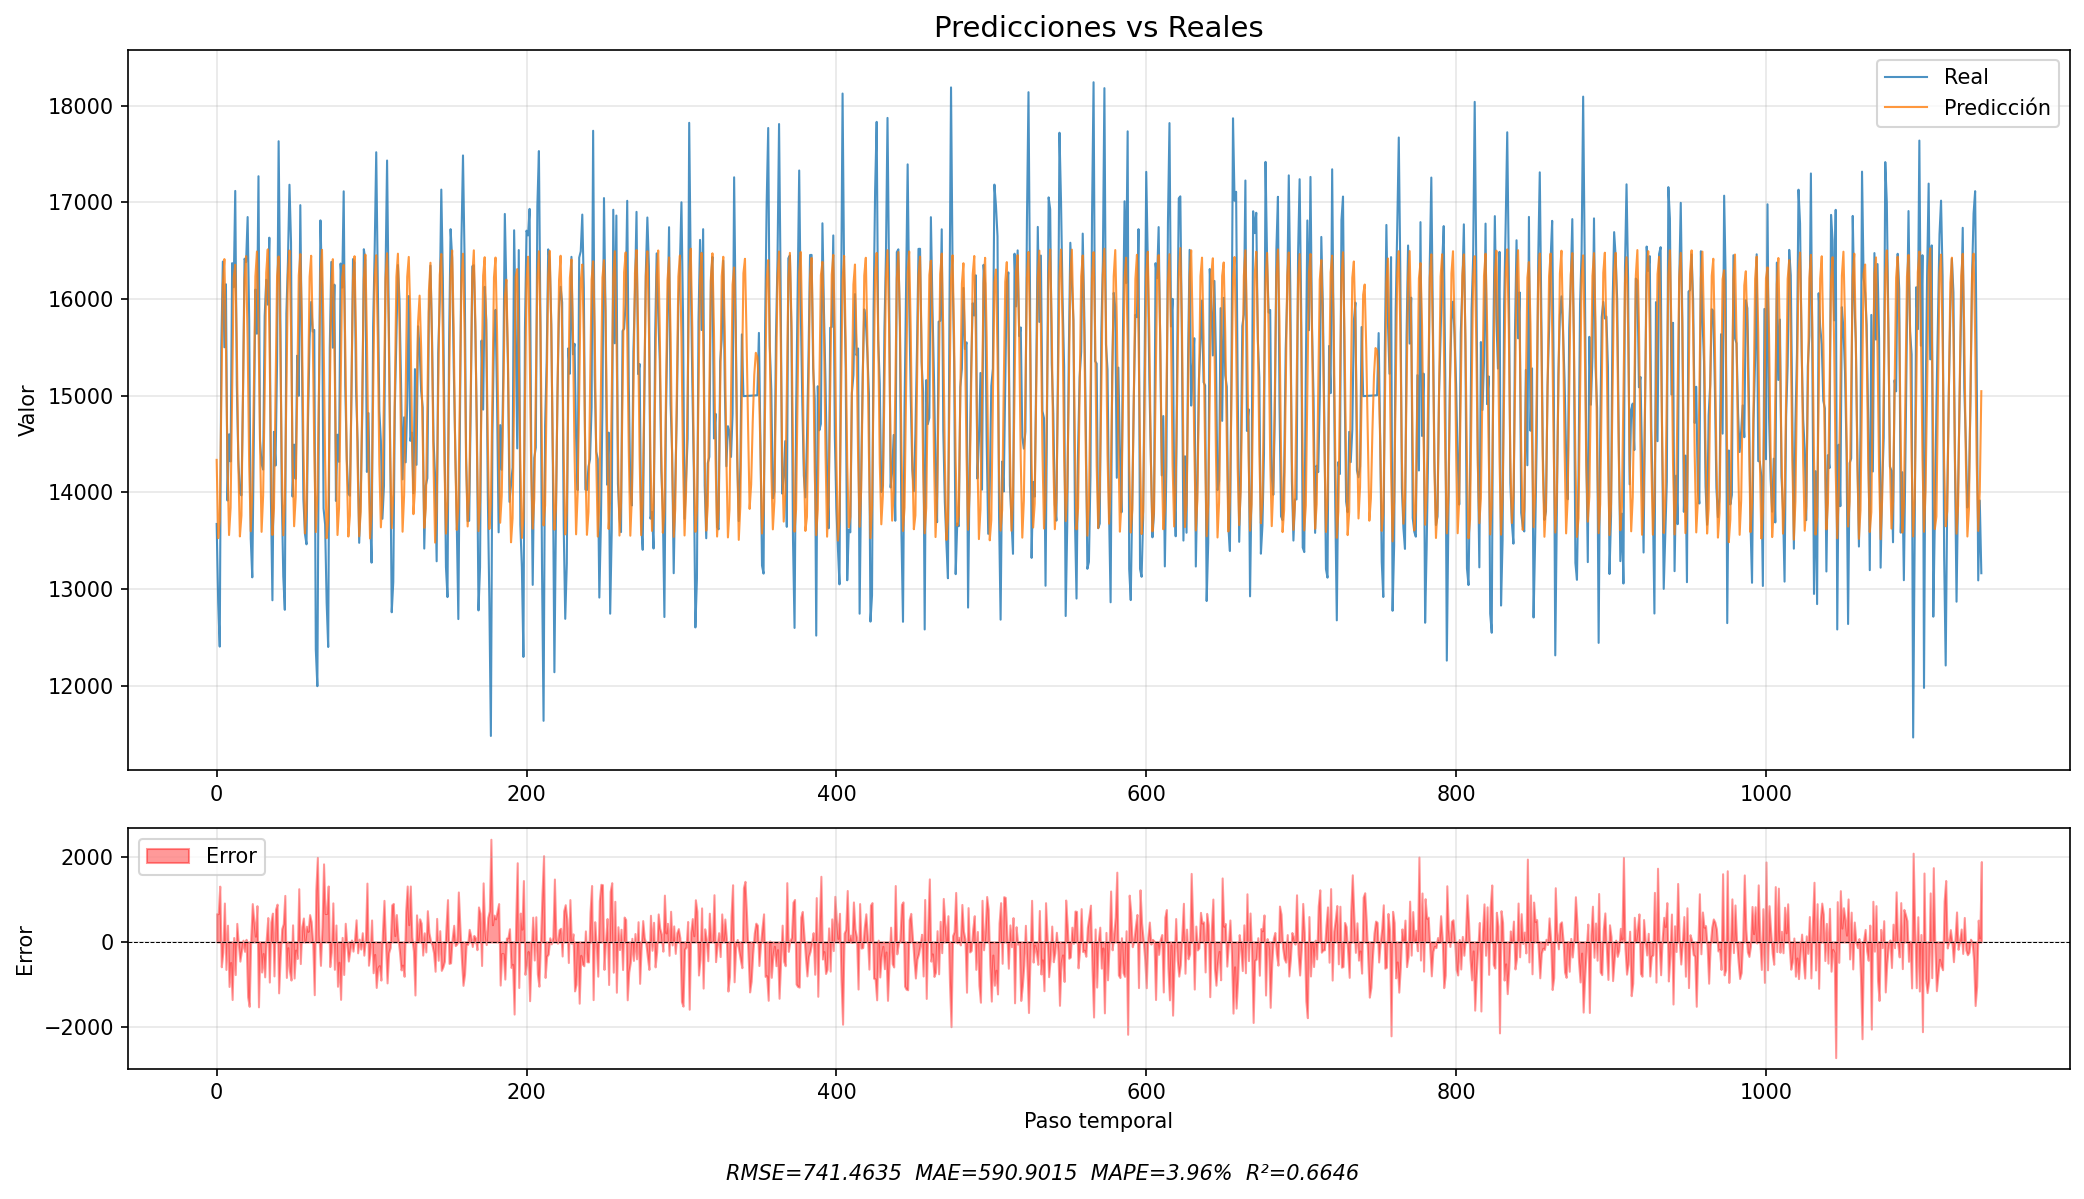 Predicciones vs Reales
Real
Predicción
Valor
18000
17000
16000
15000
14000
13000
12000
0 200 400 600 800 1000
Error
Error
2000
0
−2000
0 200 400 600 800 1000
Paso temporal
RMSE=741.4635 MAE=590.9015 MAPE=3.96% R²=0.6646